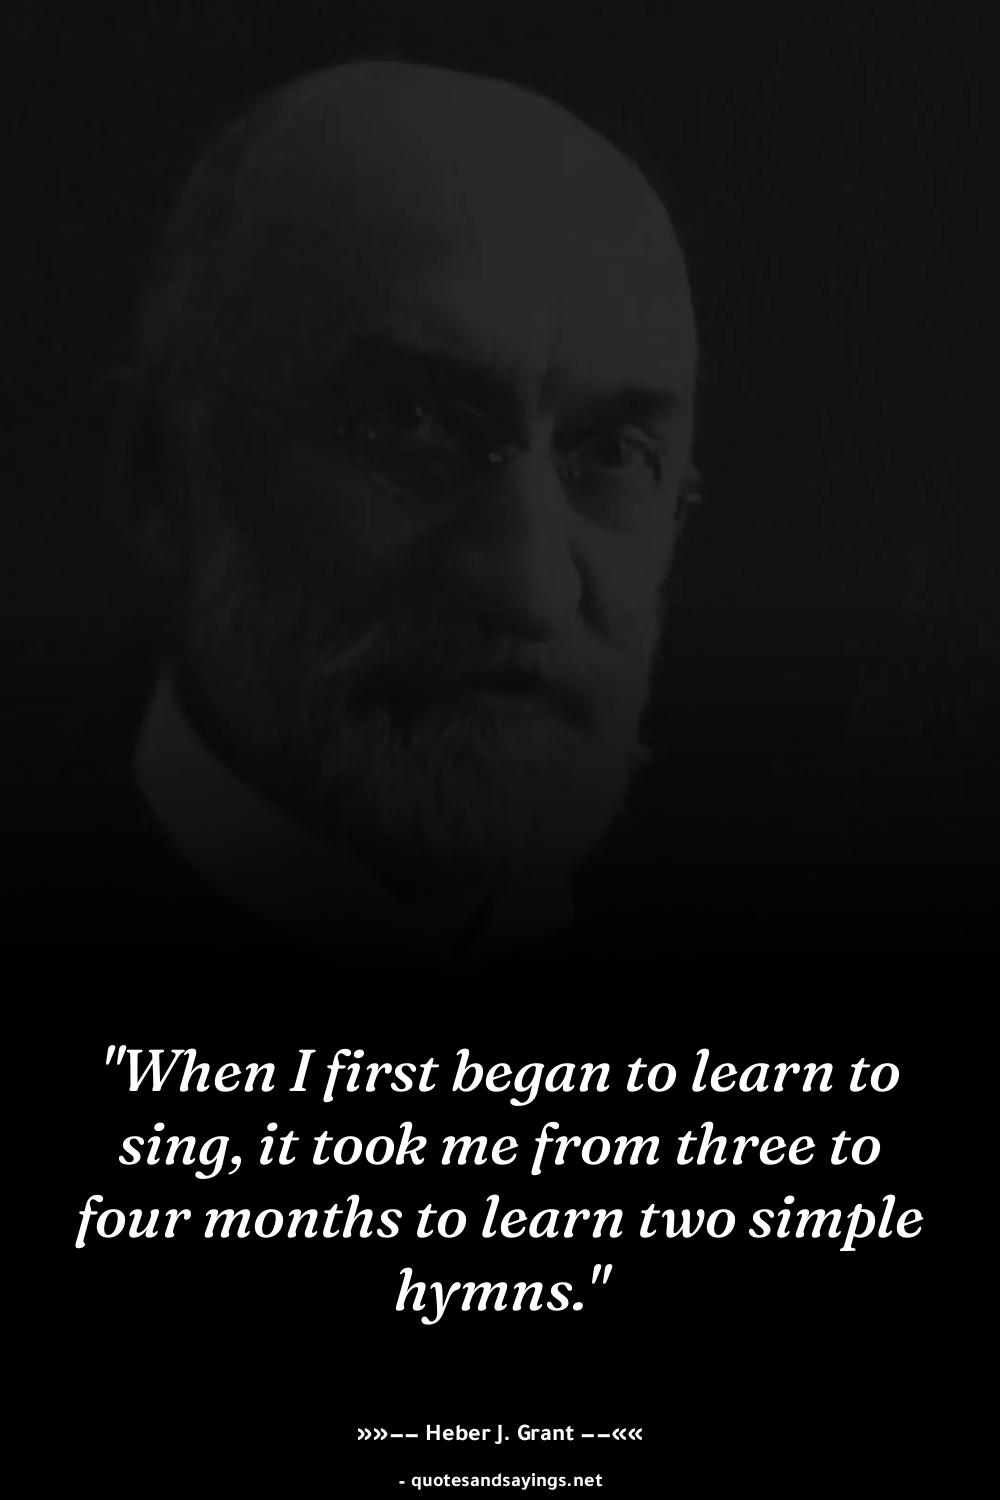 "When I first began to learn to
sing, it took me from three to
four months to learn two simple
hymns."
»»−− Heber J. Grant −−««
- quotesandsayings.net